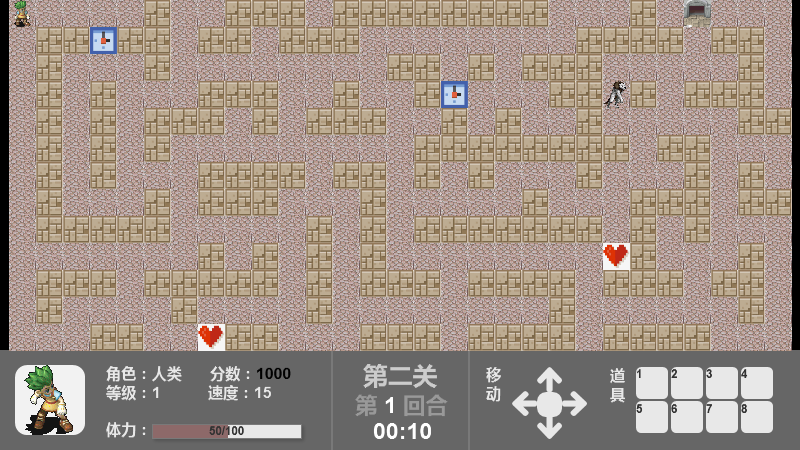 角色：人类 分数：1000
等级：1 速度：15
体力：50/100
第二关
第 1 回合
00:10
移动
道具
1 2 3 4
5 6 7 8